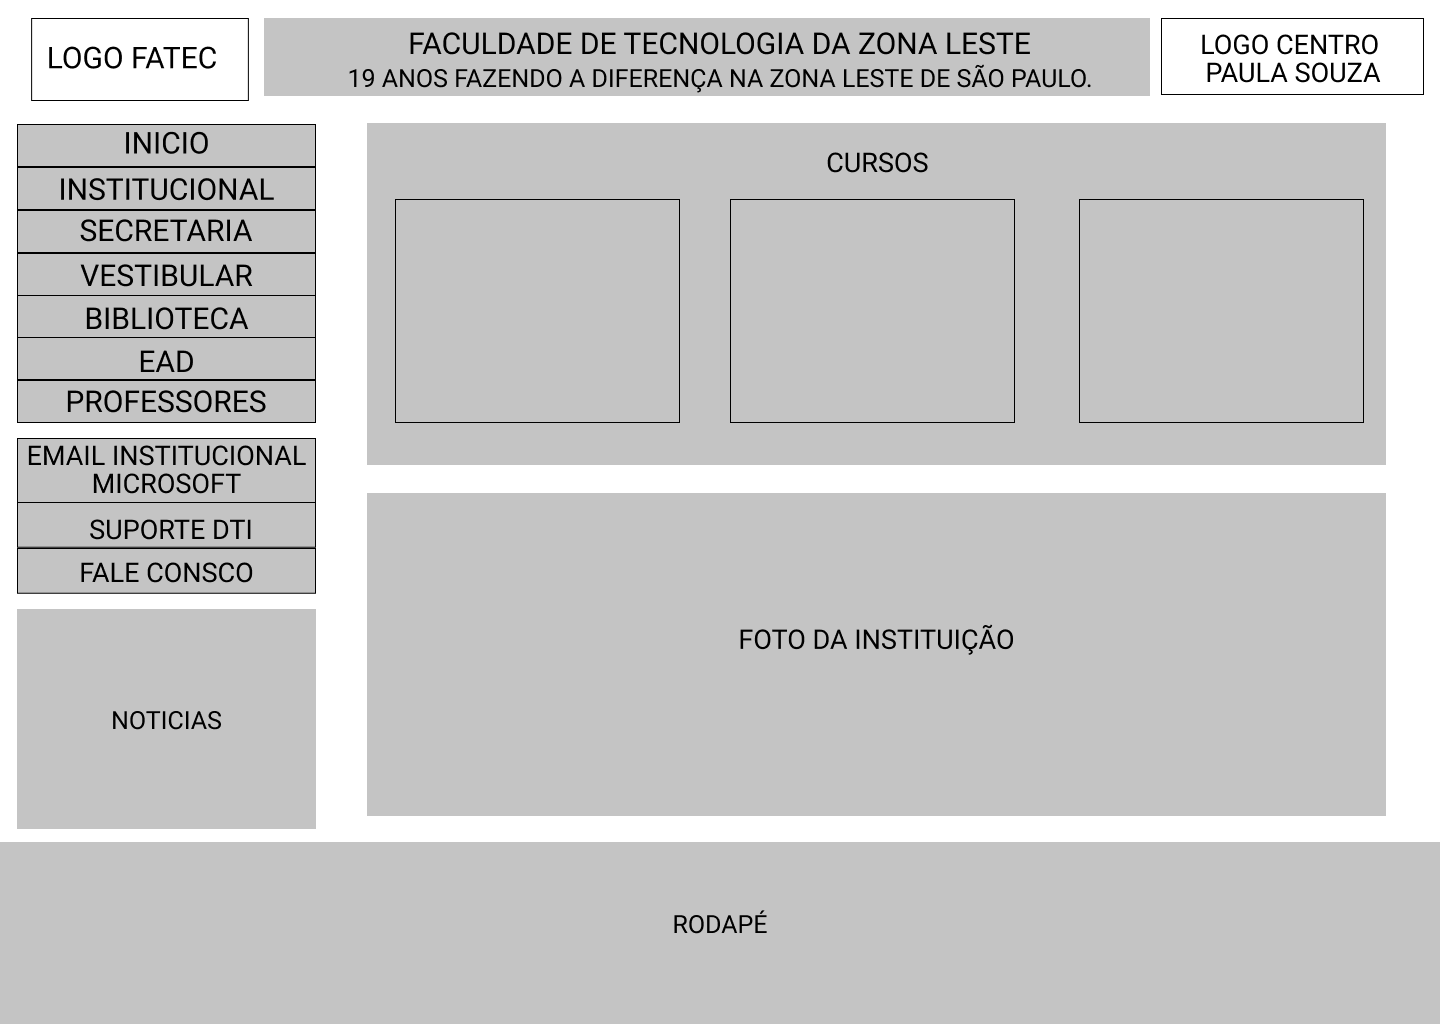 LOGO FATEC
FACULDADE DE TECNOLOGIA DA ZONA LESTE
19 ANOS FAZENDO A DIFERENÇA NA ZONA LESTE DE SÃO PAULO.
LOGO CENTRO
PAULA SOUZA
INICIO
INSTITUCIONAL
SECRETARIA
VESTIBULAR
BIBLIOTECA
EAD
PROFESSORES
EMAIL INSTITUCIONAL
MICROSOFT
SUPORTE DTI
FALE CONSCO
NOTICIAS
CURSOS
FOTO DA INSTITUIÇÃO
RODAPÉ